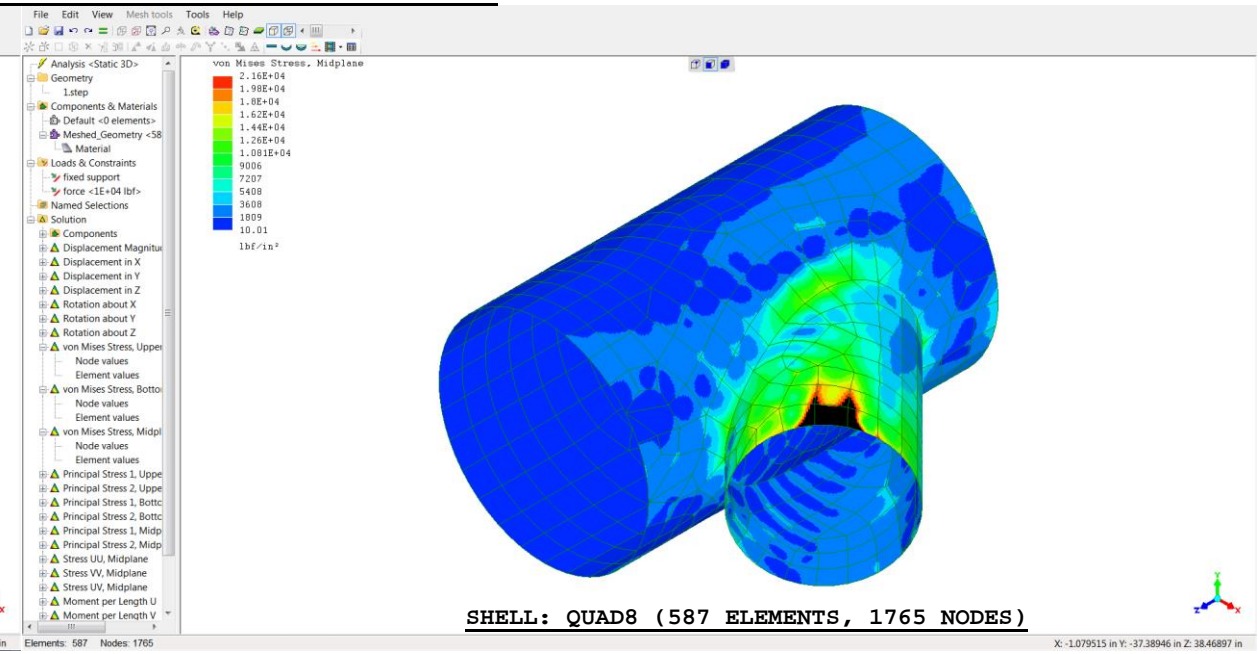 File Edit View Mesh tools Tools Help
Analysis <Static 3D>
Geometry
1.step
Components & Materials
Default <0 elements>
Meshed_Geometry <58
Material
Loads & Constraints
fixed support
force <1E+04 lbf>
Named Selections
Solution
Components
Displacement Magnitu
Displacement in X
Displacement in Y
Displacement in Z
Rotation about X
Rotation about Y
Rotation about Z
von Mises Stress, Upper
Node values
Element values
von Mises Stress, Botto
Node values
Element values
von Mises Stress, Midpl
Node values
Element values
Principal Stress 1, Uppe
Principal Stress 2, Uppe
Principal Stress 1, Bottc
Principal Stress 2, Bottc
Principal Stress 1, Midp
Principal Stress 2, Midp
Stress UU, Midplane
Stress VV, Midplane
Stress UV, Midplane
Moment per Length U
Moment per Length V
von Mises Stress, Midplane
2.16E+04
1.98E+04
1.8E+04
1.62E+04
1.44E+04
1.26E+04
1.081E+04
9006
7207
5408
3608
1809
10.01
lbf/in²
Y
Z
X
x
SHELL: QUAD8 (587 ELEMENTS, 1765 NODES)
in
Elements: 587 Nodes: 1765
X: -1.079515 in Y: -37.38946 in Z: 38.46897 in